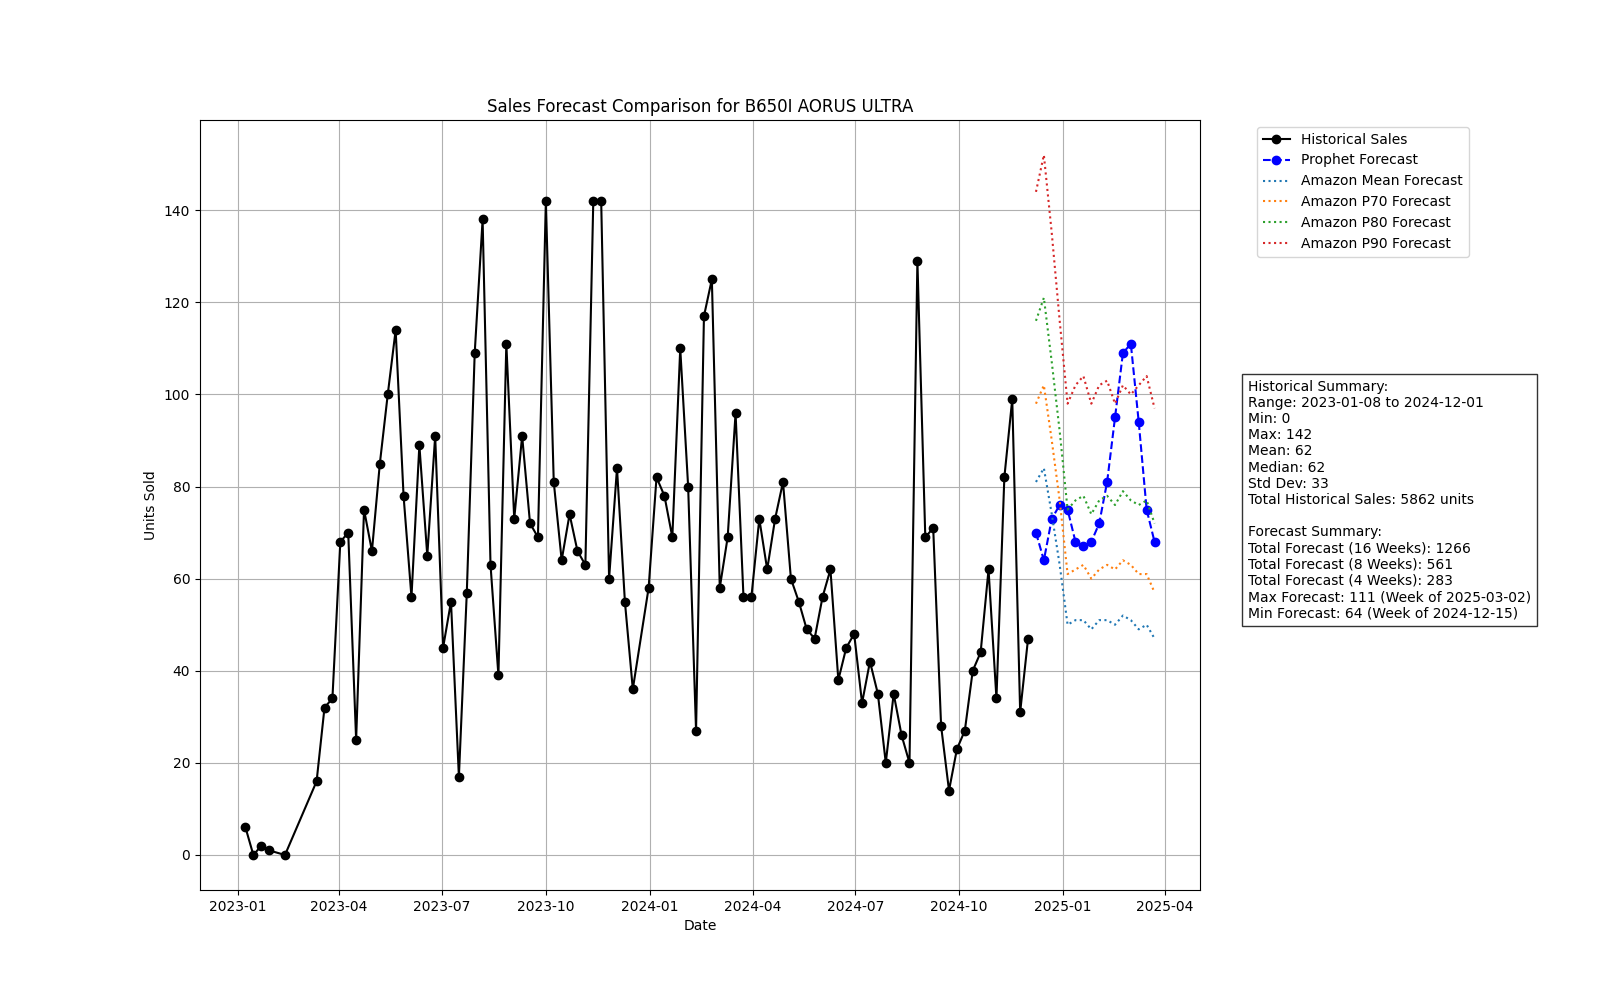 Sales Forecast Comparison for B650I AORUS ULTRA
Units Sold
140
120
100
80
60
40
20
0
2023-01
2023-04
2023-07
2023-10
2024-01
2024-04
2024-07
2024-10
2025-01
2025-04
Date
Historical Sales
Prophet Forecast
Amazon Mean Forecast
Amazon P70 Forecast
Amazon P80 Forecast
Amazon P90 Forecast
Historical Summary:
Range: 2023-01-08 to 2024-12-01
Min: 0
Max: 142
Mean: 62
Median: 62
Std Dev: 33
Total Historical Sales: 5862 units
Forecast Summary:
Total Forecast (16 Weeks): 1266
Total Forecast (8 Weeks): 561
Total Forecast (4 Weeks): 283
Max Forecast: 111 (Week of 2025-03-02)
Min Forecast: 64 (Week of 2024-12-15)